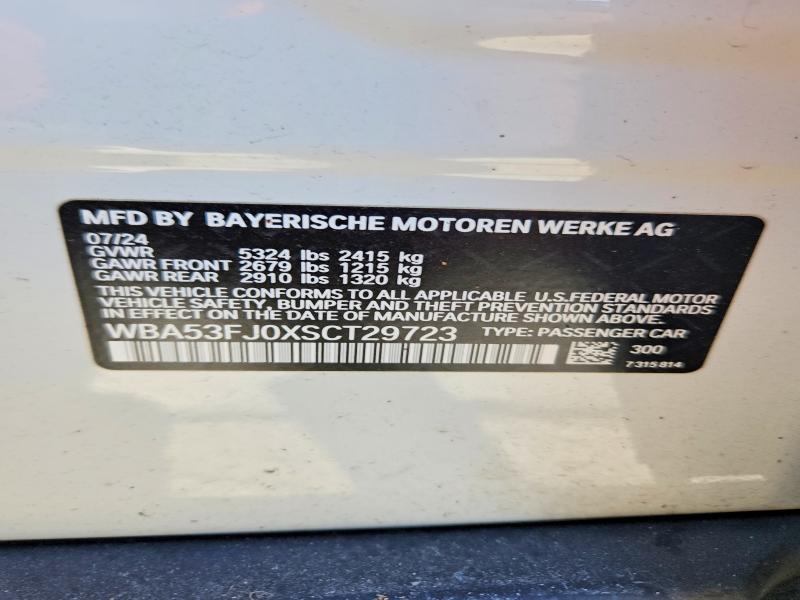 MFD BY BAYERISCHE MOTOREN WERKE AG
07/24
GVWR 5324 lbs 2415 kg
GAWR FRONT 2679 lbs 1215 kg
GAWR REAR 2910 lbs 1320 kg
THIS VEHICLE CONFORMS TO ALL APPLICABLE U.S.FEDERAL MOTOR
VEHICLE SAFETY, BUMPER AND THEFT PREVENTION STANDARDS
IN EFFECT ON THE DATE OF MANUFACTURE SHOWN ABOVE.
WBA53FJ0XSCT29723 TYPE: PASSENGER CAR
300
7315814